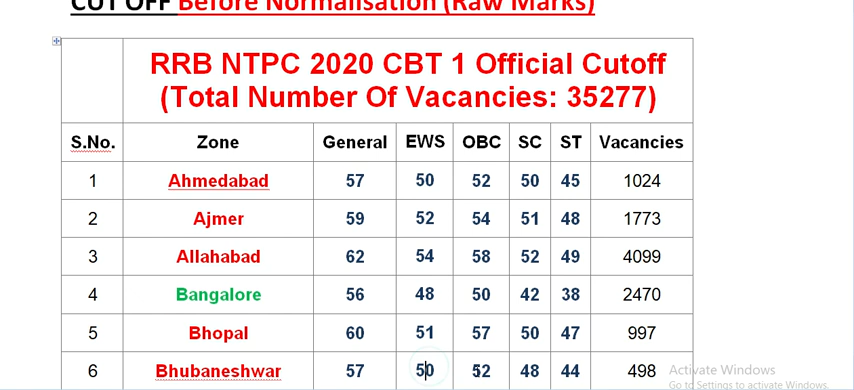 CUT OFF Before Normalisation (Raw Marks)
RRB NTPC 2020 CBT 1 Official Cutoff
(Total Number Of Vacancies: 35277)
S.No. Zone General EWS OBC SC ST Vacancies
1 Ahmedabad 57 50 52 50 45 1024
2 Ajmer 59 52 54 51 48 1773
3 Allahabad 62 54 58 52 49 4099
4 Bangalore 56 48 50 42 38 2470
5 Bhopal 60 51 57 50 47 997
6 Bhubaneshwar 57 50 52 48 44 498
Activate Windows
Go to Settings to activate Windows.